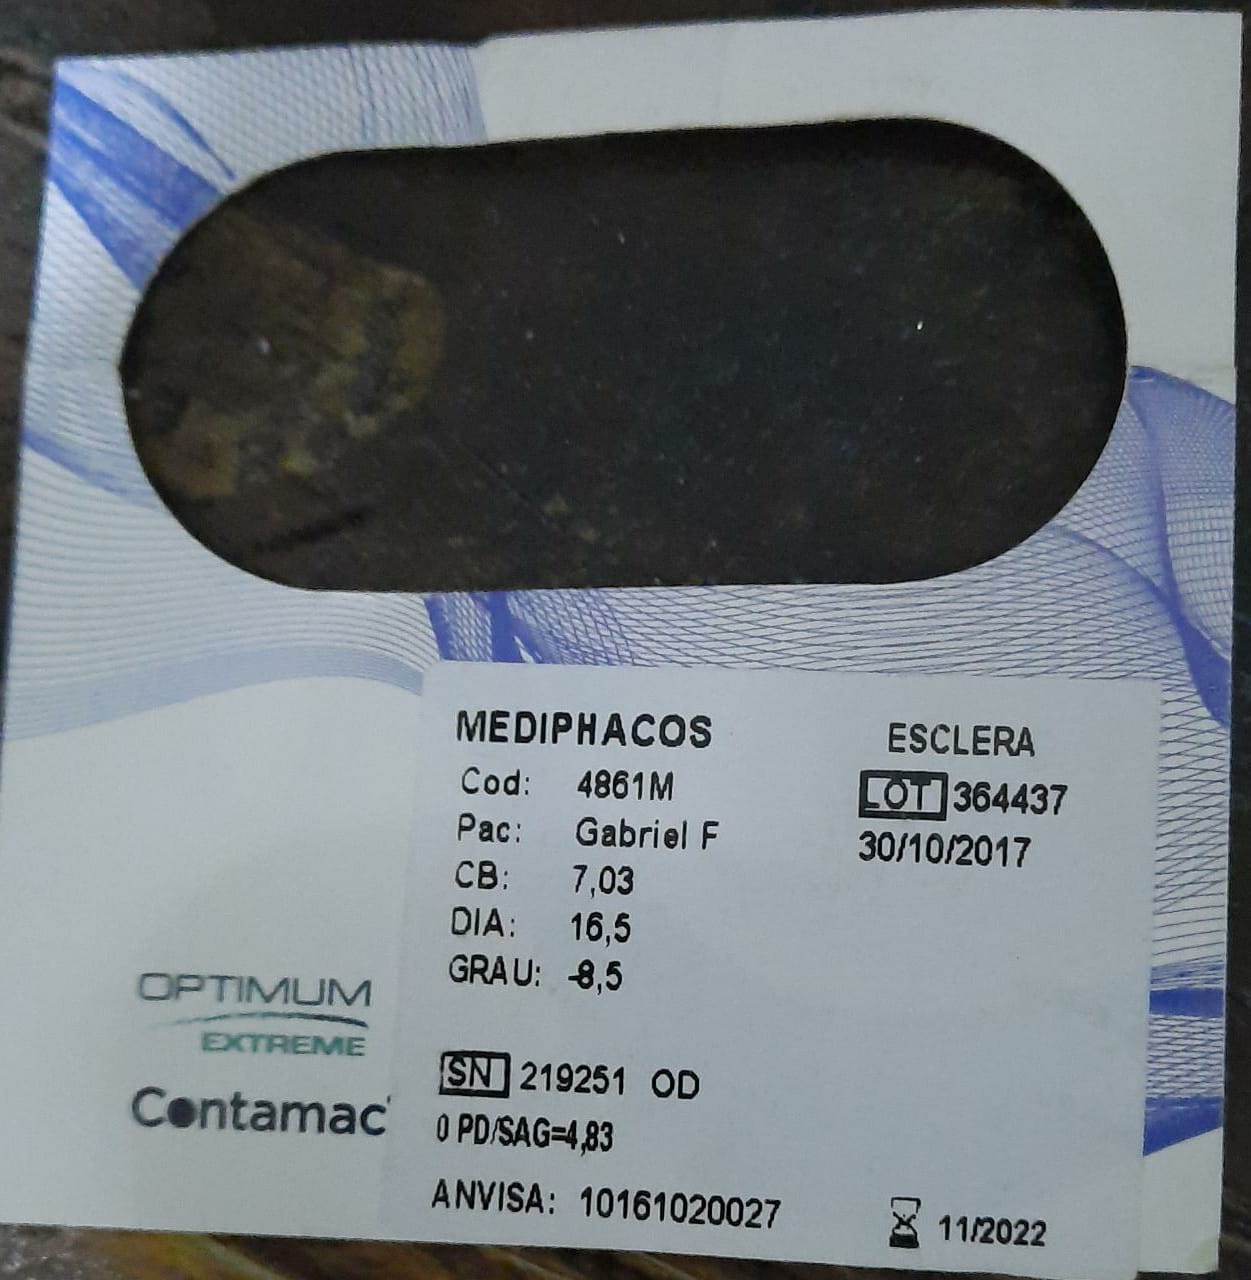 MEDIPHACOS ESCLERA
Cod: 4861M LOT 364437
Pac: Gabriel F 30/10/2017
CB: 7,03
DIA: 16,5
GRAU: -8,5
OPTIMUM
EXTREME
Contamac
SN 219251 OD
0 PD/SAG=4,83
ANVISA: 10161020027 11/2022